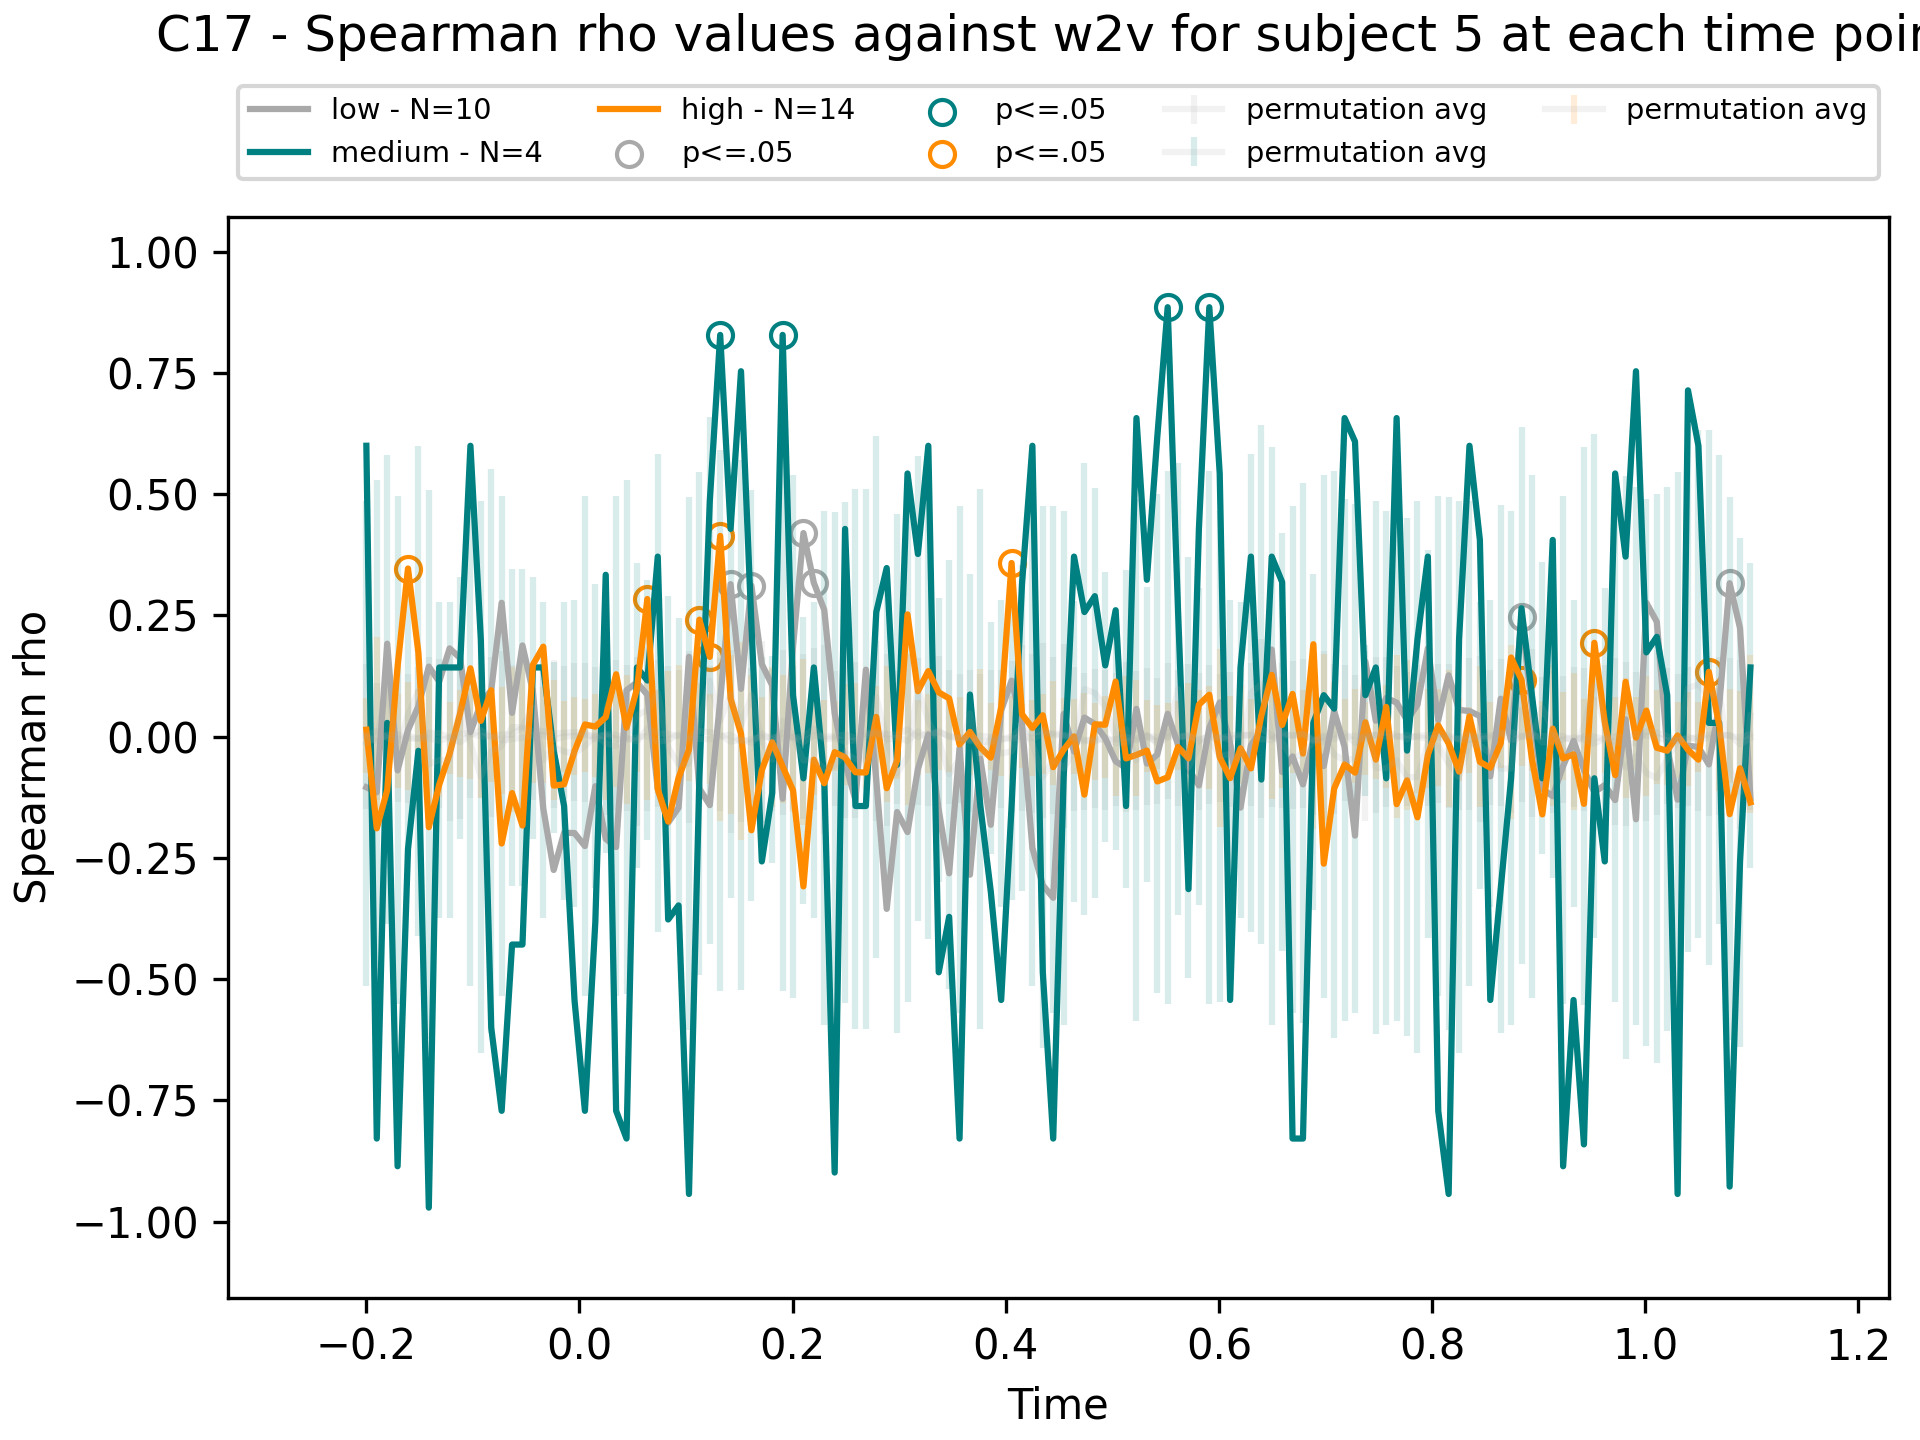 C17 - Spearman rho values against w2v for subject 5 at each time poi
low - N=10
medium - N=4
high - N=14
p<=.05
p<=.05
p<=.05
permutation avg
permutation avg
permutation avg
1.00
0.75
0.50
0.25
0.00
−0.25
−0.50
−0.75
−1.00
Spearman rho
−0.2
0.0
0.2
0.4
0.6
0.8
1.0
1.2
Time